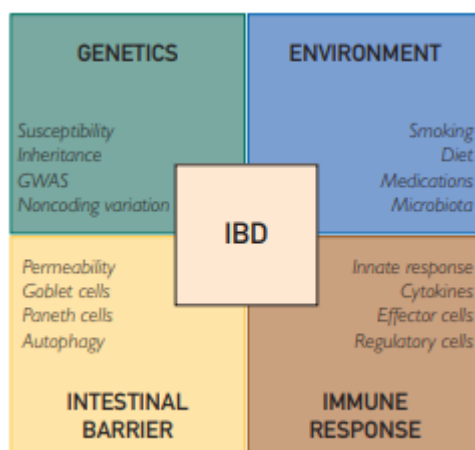 GENETICS
Susceptibility
Inheritance
GWAS
Noncoding variation
ENVIRONMENT
Smoking
Diet
Medications
Microbiota
IBD
Permeability
Goblet cells
Paneth cells
Autophagy
INTESTINAL
BARRIER
Innate response
Cytokines
Effector cells
Regulatory cells
IMMUNE
RESPONSE